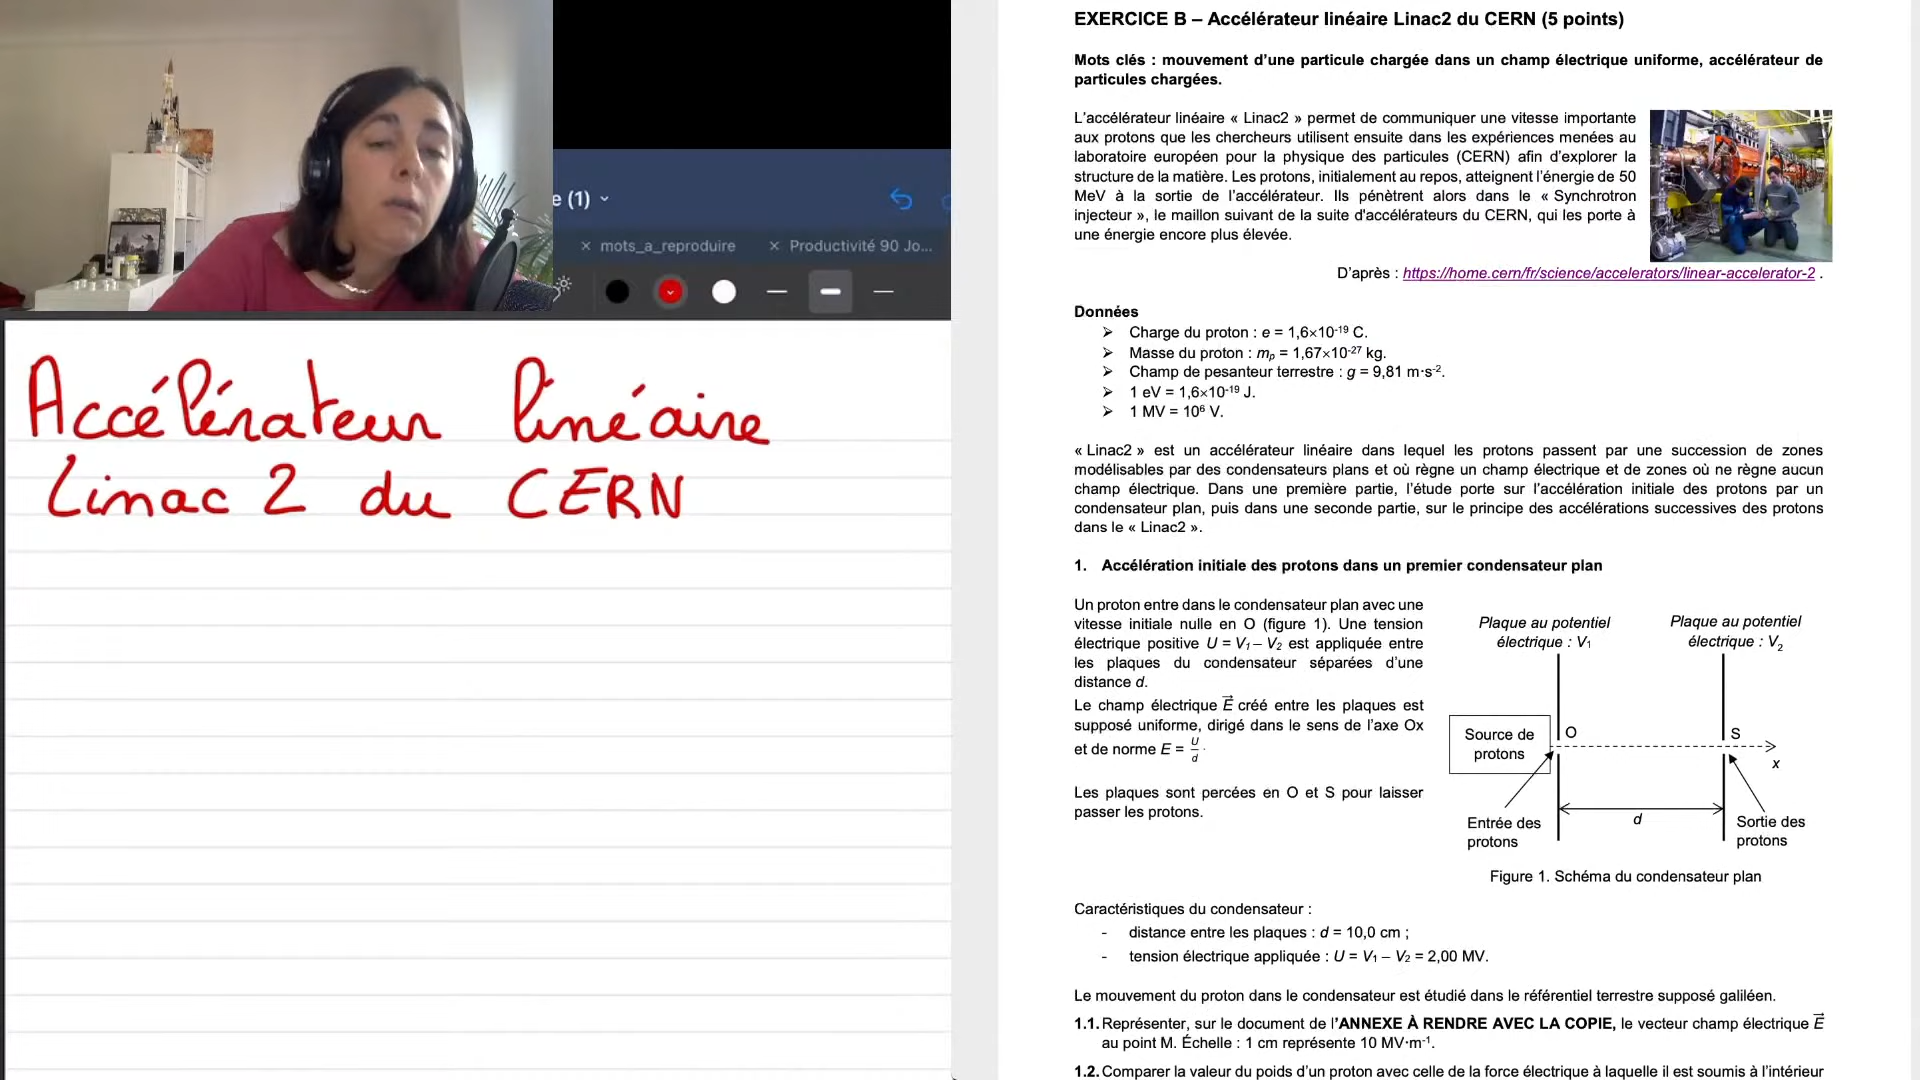 e (1)
mots_a_reproduire
Productivité 90 Jo...
Accélérateur linéaire
Linac 2 du CERN
EXERCICE B – Accélérateur linéaire Linac2 du CERN (5 points)
Mots clés : mouvement d’une particule chargée dans un champ électrique uniforme, accélérateur de
particules chargées.
L’accélérateur linéaire « Linac2 » permet de communiquer une vitesse importante
aux protons que les chercheurs utilisent ensuite dans les expériences menées au
laboratoire européen pour la physique des particules (CERN) afin d’explorer la
structure de la matière. Les protons, initialement au repos, atteignent l’énergie de 50
MeV à la sortie de l’accélérateur. Ils pénètrent alors dans le « Synchrotron
injecteur », le maillon suivant de la suite d'accélérateurs du CERN, qui les porte à
une énergie encore plus élevée.
D’après : https://home.cern/fr/science/accelerators/linear-accelerator-2 .
Données
➢ Charge du proton : e = 1,6×10⁻¹⁹ C.
➢ Masse du proton : mₚ = 1,67×10⁻²⁷ kg.
➢ Champ de pesanteur terrestre : g = 9,81 m·s⁻².
➢ 1 eV = 1,6×10⁻¹⁹ J.
➢ 1 MV = 10⁶ V.
« Linac2 » est un accélérateur linéaire dans lequel les protons passent par une succession de zones
modélisables par des condensateurs plans et où règne un champ électrique et de zones où ne règne aucun
champ électrique. Dans une première partie, l’étude porte sur l’accélération initiale des protons par un
condensateur plan, puis dans une seconde partie, sur le principe des accélérations successives des protons
dans le « Linac2 ».
1. Accélération initiale des protons dans un premier condensateur plan
Un proton entre dans le condensateur plan avec une
vitesse initiale nulle en O (figure 1). Une tension
électrique positive U = V₁ – V₂ est appliquée entre
les plaques du condensateur séparées d’une
distance d.
Le champ électrique E⃗ créé entre les plaques est
supposé uniforme, dirigé dans le sens de l’axe Ox
et de norme E = U/d.
Les plaques sont percées en O et S pour laisser
passer les protons.
Plaque au potentiel
électrique : V₁
Plaque au potentiel
électrique : V₂
Source de
protons
O
S
x
d
Entrée des
protons
Sortie des
protons
Figure 1. Schéma du condensateur plan
Caractéristiques du condensateur :
- distance entre les plaques : d = 10,0 cm ;
- tension électrique appliquée : U = V₁ – V₂ = 2,00 MV.
Le mouvement du proton dans le condensateur est étudié dans le référentiel terrestre supposé galiléen.
1.1. Représenter, sur le document de l’ANNEXE À RENDRE AVEC LA COPIE, le vecteur champ électrique E⃗
au point M. Échelle : 1 cm représente 10 MV·m⁻¹.
1.2. Comparer la valeur du poids d’un proton avec celle de la force électrique à laquelle il est soumis à l’intérieur